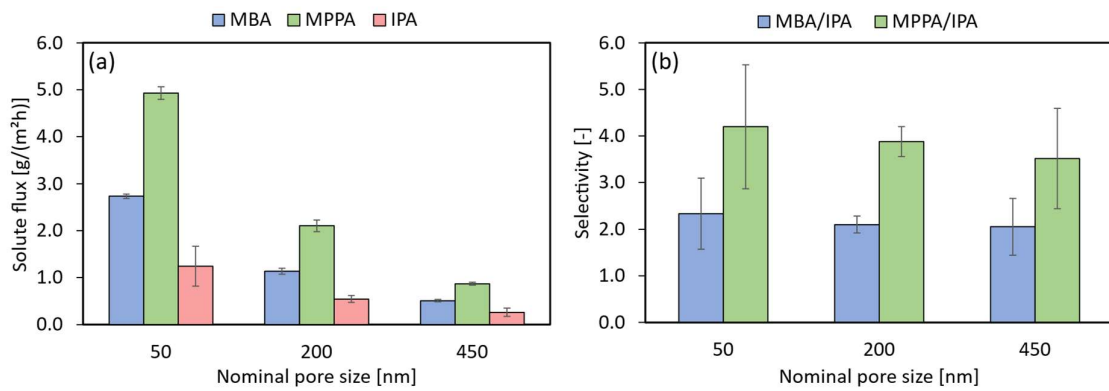 MBA MPPA IPA
(a)
Solute flux [g/(m²h)]
6.0
5.0
4.0
3.0
2.0
1.0
0.0
50 200 450
Nominal pore size [nm]
MBA/IPA MPPA/IPA
(b)
Selectivity [-]
6.0
5.0
4.0
3.0
2.0
1.0
0.0
50 200 450
Nominal pore size [nm]